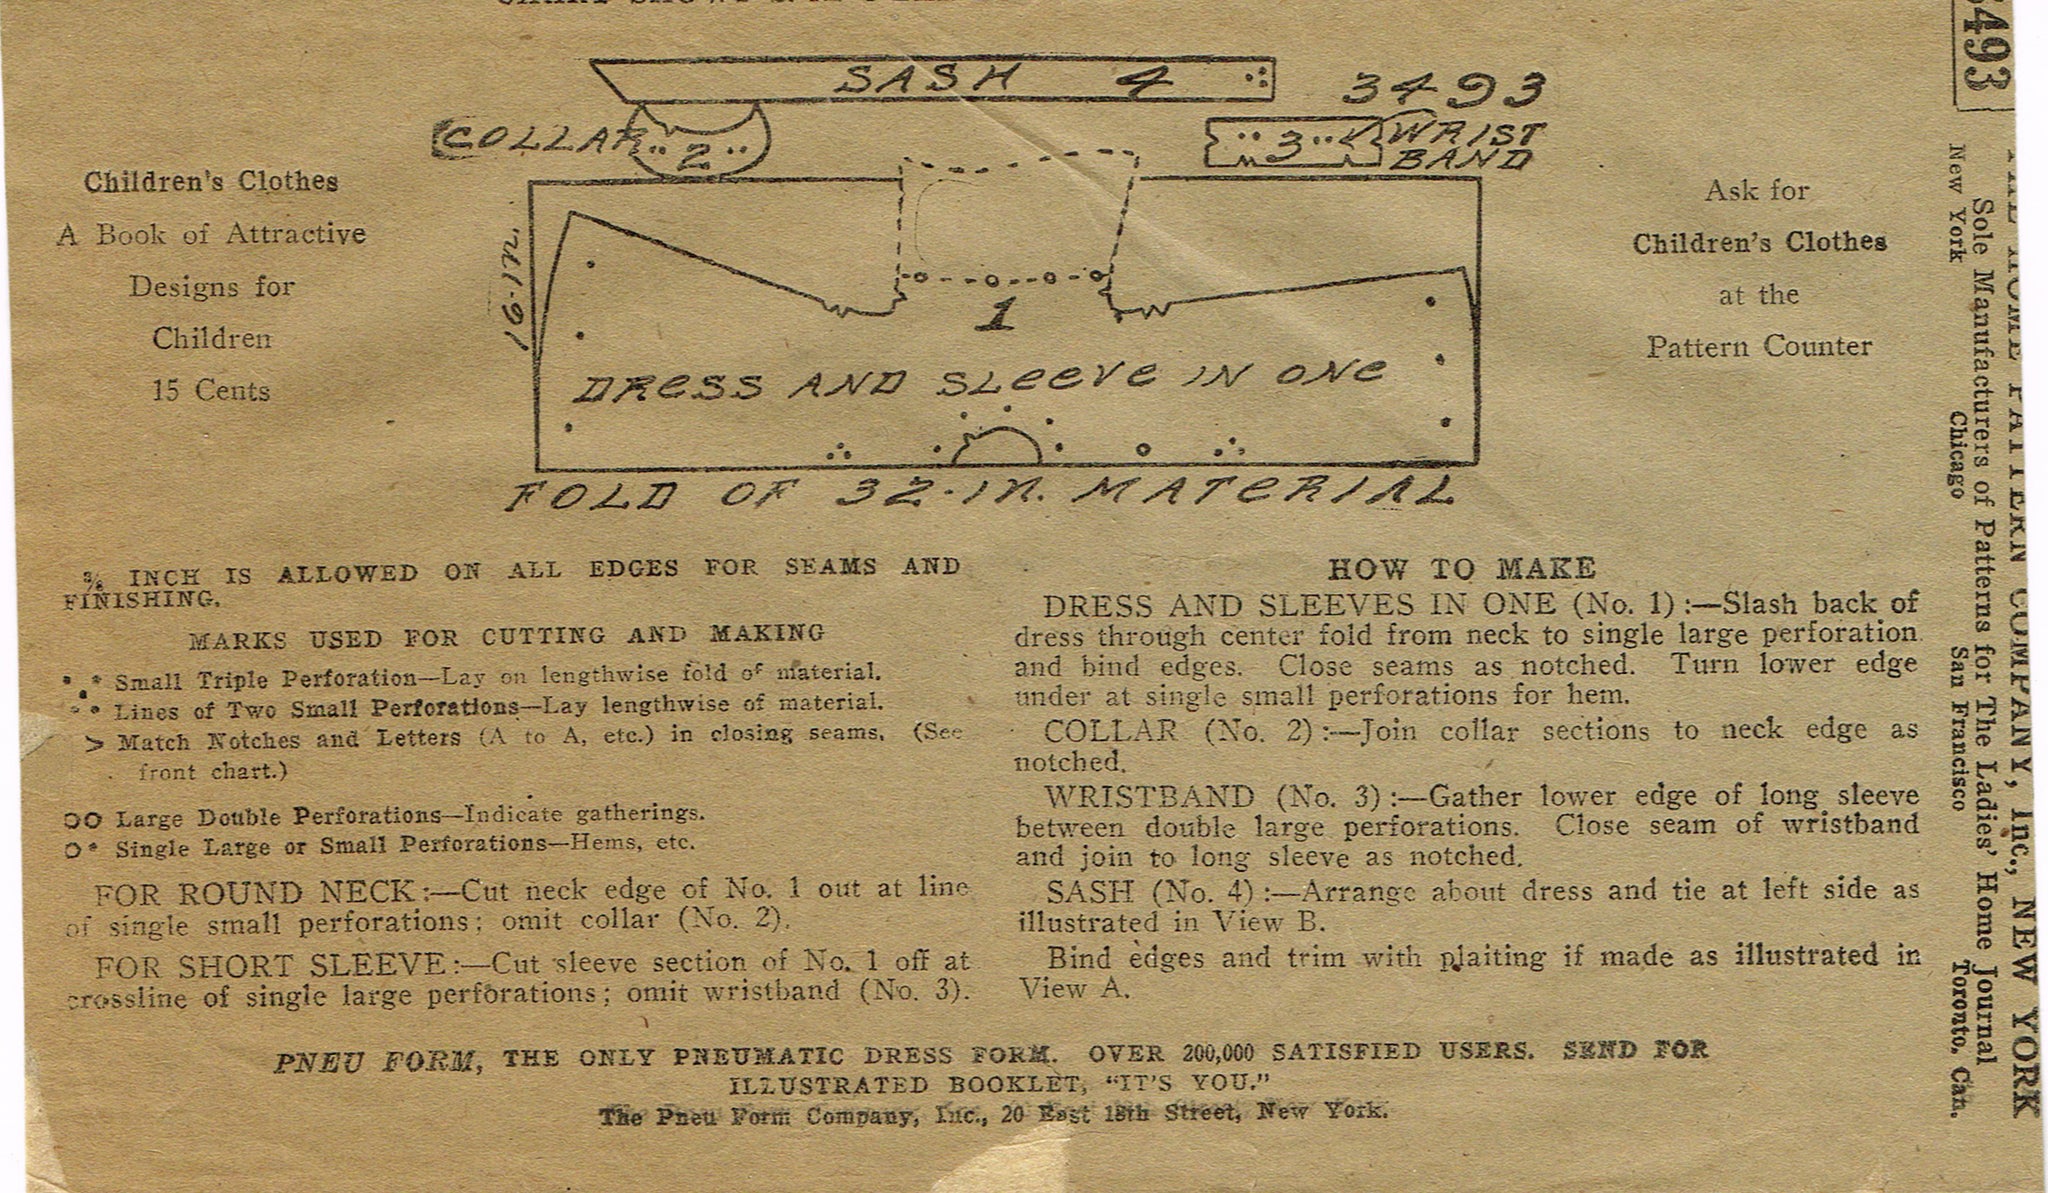 SASH 4
3493
COLLAR
2
3
WRIST
BAND
16-IN.
1
DRESS AND SLEEVE IN ONE
FOLD OF 32-IN. MATERIAL
Children's Clothes
A Book of Attractive
Designs for
Children
15 Cents
Ask for
Children's Clothes
at the
Pattern Counter
⅜ INCH IS ALLOWED ON ALL EDGES FOR SEAMS AND
FINISHING.
MARKS USED FOR CUTTING AND MAKING
Small Triple Perforation—Lay on lengthwise fold of material.
Lines of Two Small Perforations—Lay lengthwise of material.
> Match Notches and Letters (A to A, etc.) in closing seams. (See
front chart.)
Large Double Perforations—Indicate gatherings.
Single Large or Small Perforations—Hems, etc.
FOR ROUND NECK:—Cut neck edge of No. 1 out at line
of single small perforations; omit collar (No. 2).
FOR SHORT SLEEVE:—Cut sleeve section of No. 1 off at
crossline of single large perforations; omit wristband (No. 3).
HOW TO MAKE
DRESS AND SLEEVES IN ONE (No. 1):—Slash back of
dress through center fold from neck to single large perforation
and bind edges. Close seams as notched. Turn lower edge
under at single small perforations for hem.
COLLAR (No. 2):—Join collar sections to neck edge as
notched.
WRISTBAND (No. 3):—Gather lower edge of long sleeve
between double large perforations. Close seam of wristband
and join to long sleeve as notched.
SASH (No. 4):—Arrange about dress and tie at left side as
illustrated in View B.
Bind edges and trim with plaiting if made as illustrated in
View A.
PNEU FORM, THE ONLY PNEUMATIC DRESS FORM. OVER 200,000 SATISFIED USERS. SEND FOR
ILLUSTRATED BOOKLET, "IT'S YOU."
The Pneu Form Company, Inc., 20 East 18th Street, New York.
3493
THE HOME PATTERN COMPANY, Inc., NEW YORK
Sole Manufacturers of Patterns for The Ladies' Home Journal
New York Chicago San Francisco Toronto, Can.